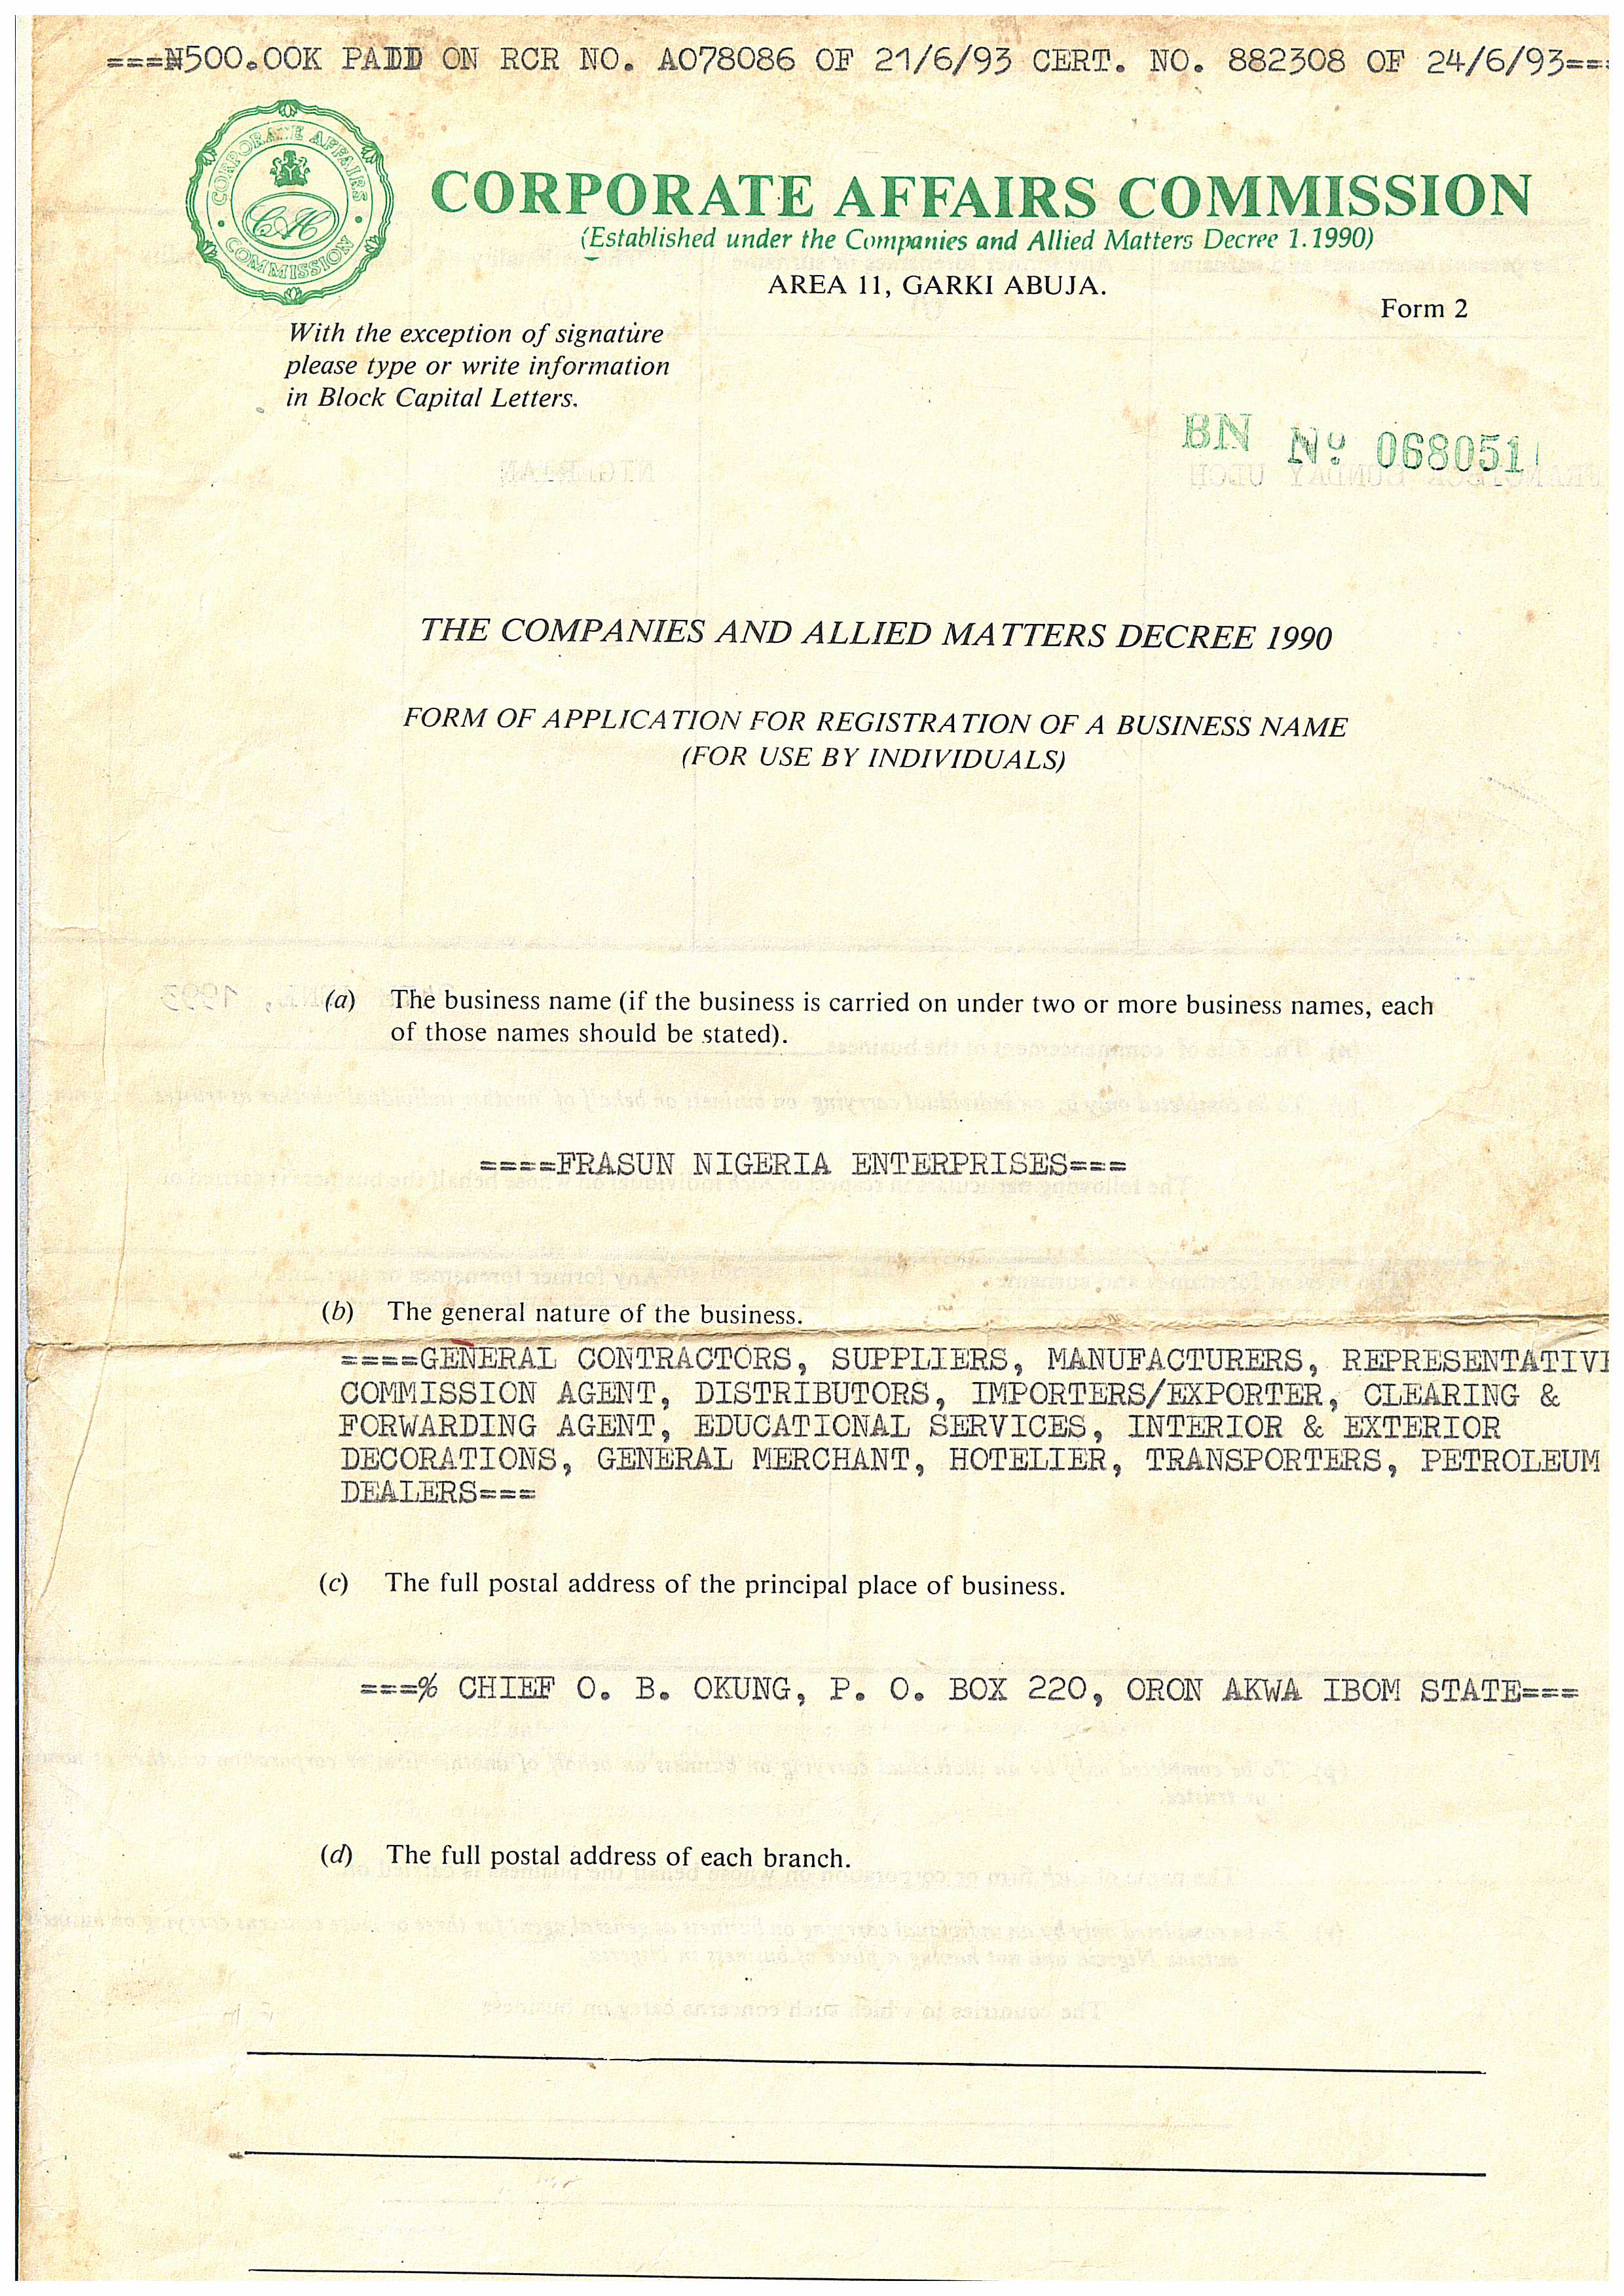 ===₦500.00K PAID ON RCR NO. A078086 OF 21/6/93 CERT. NO. 882308 OF 24/6/93===
CORPORATE AFFAIRS
COMMISSION
CORPORATE AFFAIRS COMMISSION
(Established under the Companies and Allied Matters Decree 1.1990)
AREA 11, GARKI ABUJA.
Form 2
With the exception of signature
please type or write information
in Block Capital Letters.
BN Nº 068051
THE COMPANIES AND ALLIED MATTERS DECREE 1990
FORM OF APPLICATION FOR REGISTRATION OF A BUSINESS NAME
(FOR USE BY INDIVIDUALS)
(a) The business name (if the business is carried on under two or more business names, each
of those names should be stated).
====FRASUN NIGERIA ENTERPRISES===
(b) The general nature of the business.
====GENERAL CONTRACTORS, SUPPLIERS, MANUFACTURERS, REPRESENTATIVE
COMMISSION AGENT, DISTRIBUTORS, IMPORTERS/EXPORTER, CLEARING &
FORWARDING AGENT, EDUCATIONAL SERVICES, INTERIOR & EXTERIOR
DECORATIONS, GENERAL MERCHANT, HOTELIER, TRANSPORTERS, PETROLEUM
DEALERS===
(c) The full postal address of the principal place of business.
===% CHIEF O. B. OKUNG, P. O. BOX 220, ORON AKWA IBOM STATE===
(d) The full postal address of each branch.